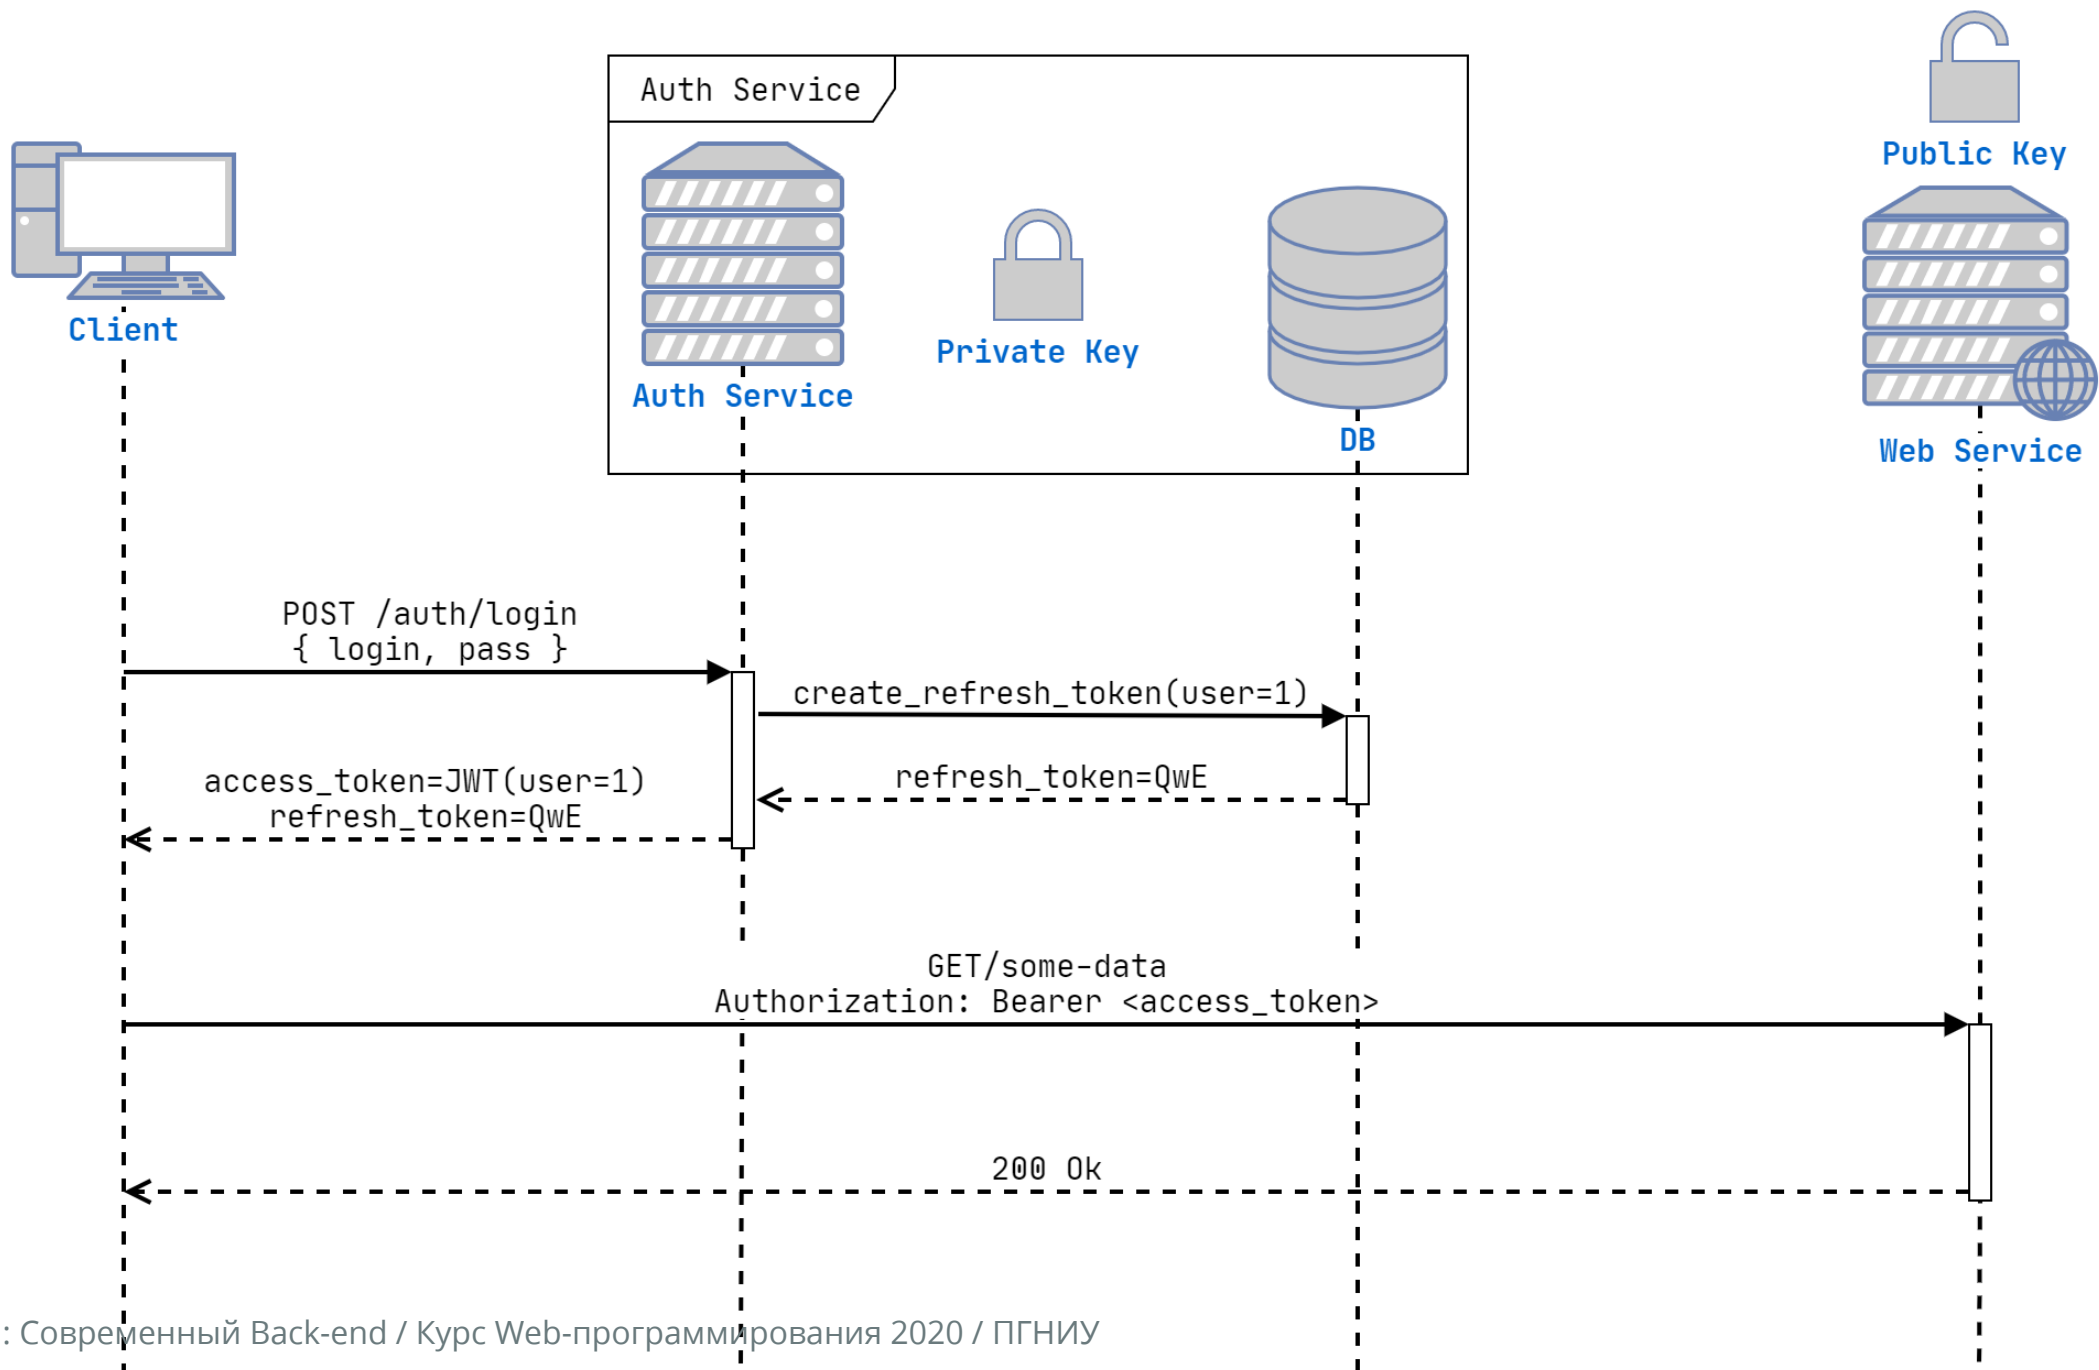 Auth Service
Public Key
Client
Private Key
Auth Service
DB
Web Service
POST /auth/login
{ login, pass }
create_refresh_token(user=1)
refresh_token=QwE
access_token=JWT(user=1)
refresh_token=QwE
GET/some-data
Authorization: Bearer <access_token>
200 Ok
: Современный Back-end / Курс Web-программирования 2020 / ПГНИУ